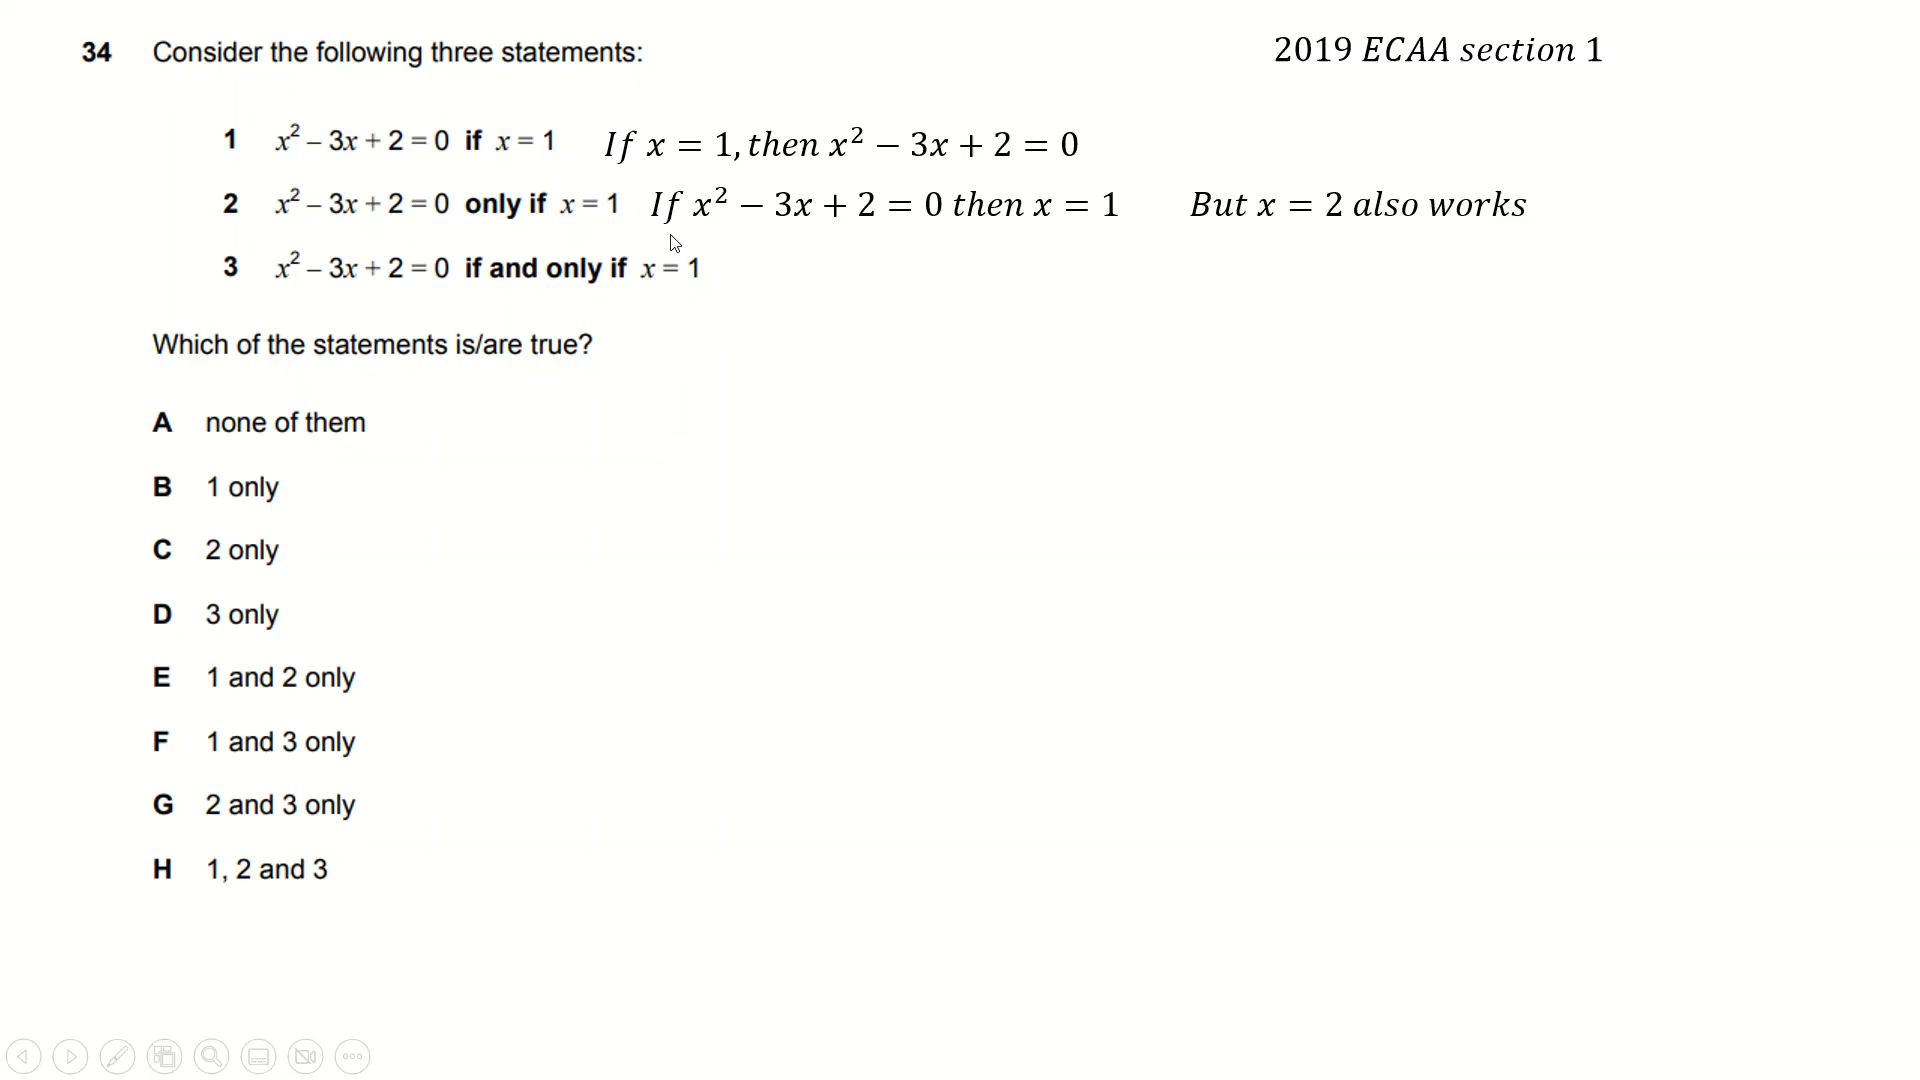 34 Consider the following three statements: 2019 ECAA section 1
1 x² – 3x + 2 = 0 if x = 1 If x = 1, then x² − 3x + 2 = 0
2 x² – 3x + 2 = 0 only if x = 1 If x² − 3x + 2 = 0 then x = 1 But x = 2 also works
3 x² – 3x + 2 = 0 if and only if x = 1
Which of the statements is/are true?
A none of them
B 1 only
C 2 only
D 3 only
E 1 and 2 only
F 1 and 3 only
G 2 and 3 only
H 1, 2 and 3